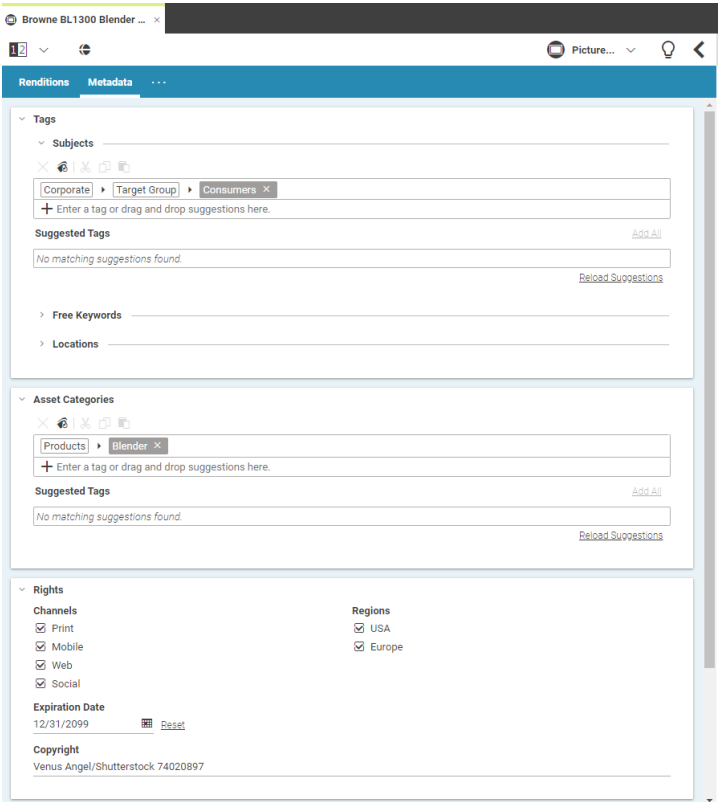 Browne BL1300 Blender ... ×
12
Picture...
Renditions Metadata ...
Tags
Subjects
Corporate Target Group Consumers ×
+ Enter a tag or drag and drop suggestions here.
Suggested Tags Add All
No matching suggestions found.
Reload Suggestions
Free Keywords
Locations
Asset Categories
Products Blender ×
+ Enter a tag or drag and drop suggestions here.
Suggested Tags Add All
No matching suggestions found.
Reload Suggestions
Rights
Channels Regions
Print USA
Mobile Europe
Web
Social
Expiration Date
12/31/2099 Reset
Copyright
Venus Angel/Shutterstock 74020897